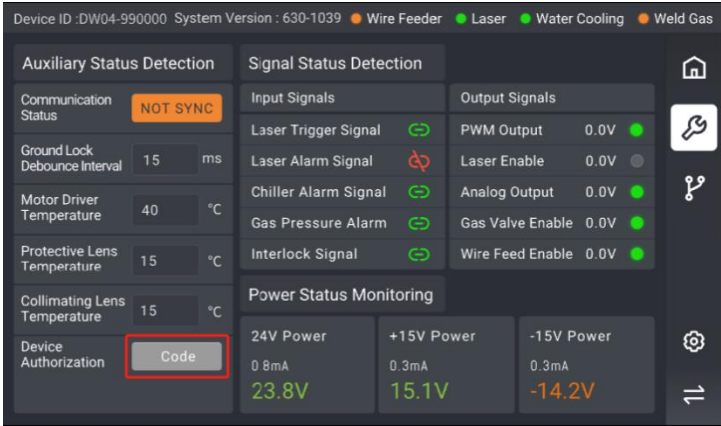 Device ID :DW04-990000 System Version : 630-1039 Wire Feeder Laser Water Cooling Weld Gas
Auxiliary Status Detection
Communication
Status
NOT SYNC
Ground Lock
Debounce Interval
15 ms
Motor Driver
Temperature
40 °C
Protective Lens
Temperature
15 °C
Collimating Lens
Temperature
15 °C
Device
Authorization
Code
Signal Status Detection
Input Signals
Laser Trigger Signal
Laser Alarm Signal
Chiller Alarm Signal
Gas Pressure Alarm
Interlock Signal
Output Signals
PWM Output 0.0V
Laser Enable 0.0V
Analog Output 0.0V
Gas Valve Enable 0.0V
Wire Feed Enable 0.0V
Power Status Monitoring
24V Power
0.8mA
23.8V
+15V Power
0.3mA
15.1V
-15V Power
0.3mA
-14.2V